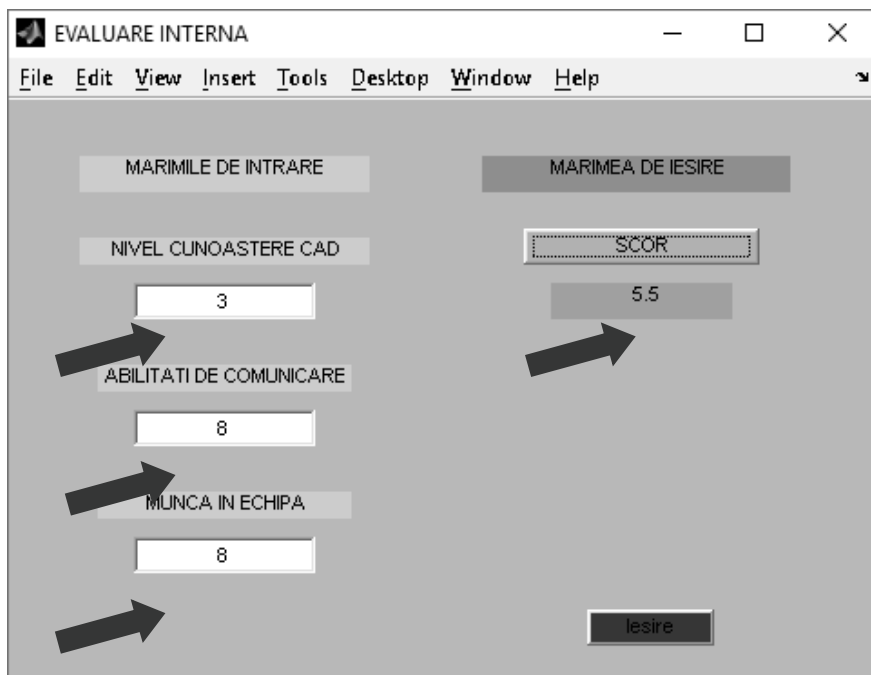 EVALUARE INTERNA
File Edit View Insert Tools Desktop Window Help
MARIMILE DE INTRARE
MARIMEA DE IESIRE
NIVEL CUNOASTERE CAD
SCOR
3
5.5
ABILITATI DE COMUNICARE
8
MUNCA IN ECHIPA
8
Iesire